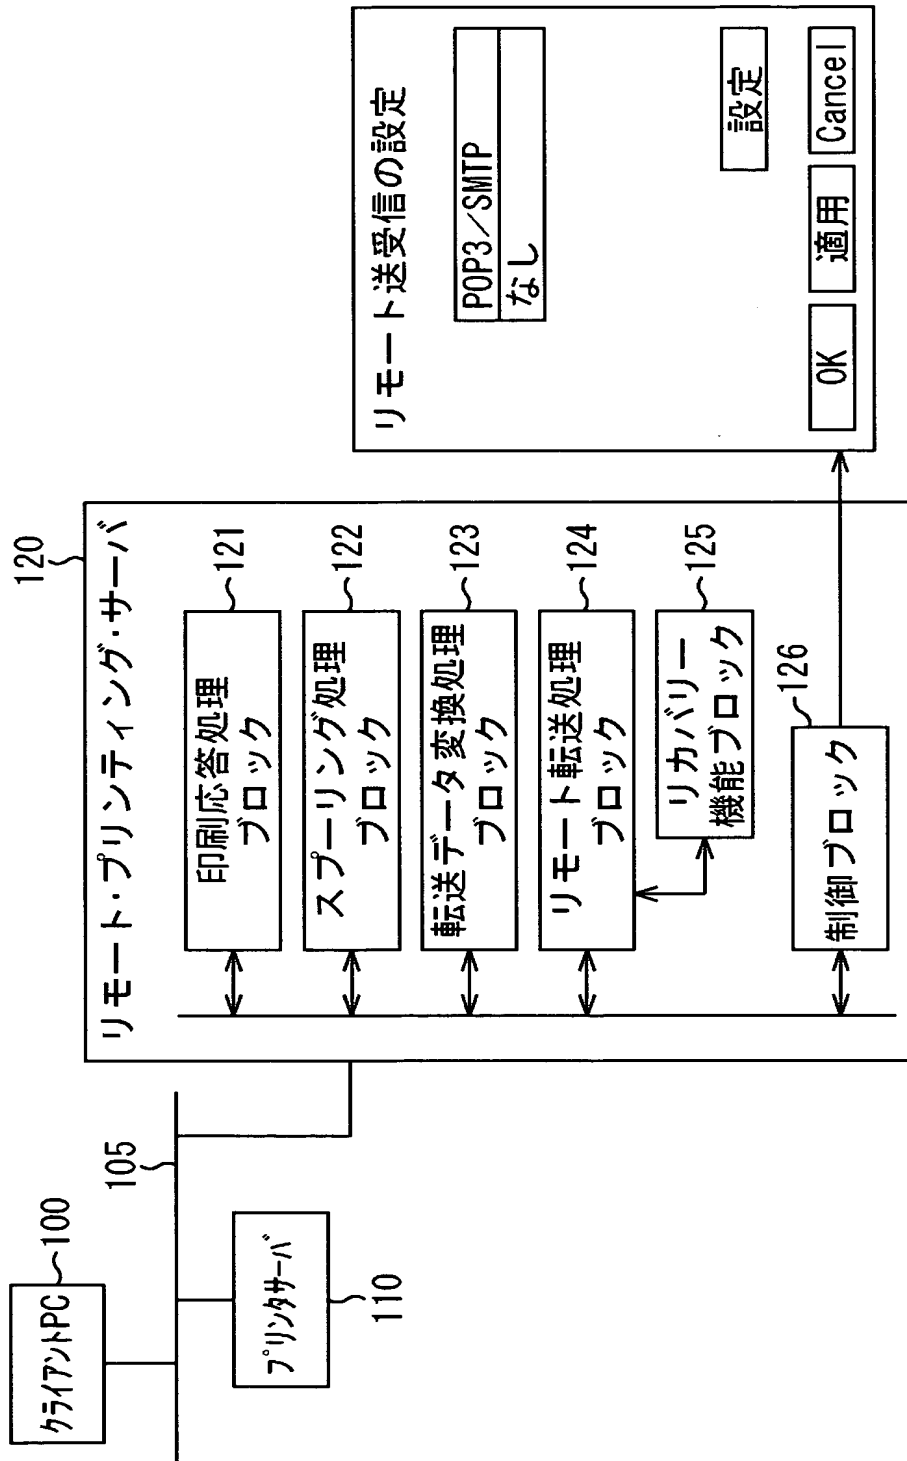 クライアントPC
100
105
プリンタサーバ
110
120
リモート・プリンティング・サーバ
印刷応答処理
ブロック
121
スプーリング処理
ブロック
122
転送データ変換処理
ブロック
123
リモート転送処理
ブロック
124
リカバリー
機能ブロック
125
制御ブロック
126
リモート送受信の設定
POP3/SMTP
なし
設定
OK
適用
Cancel